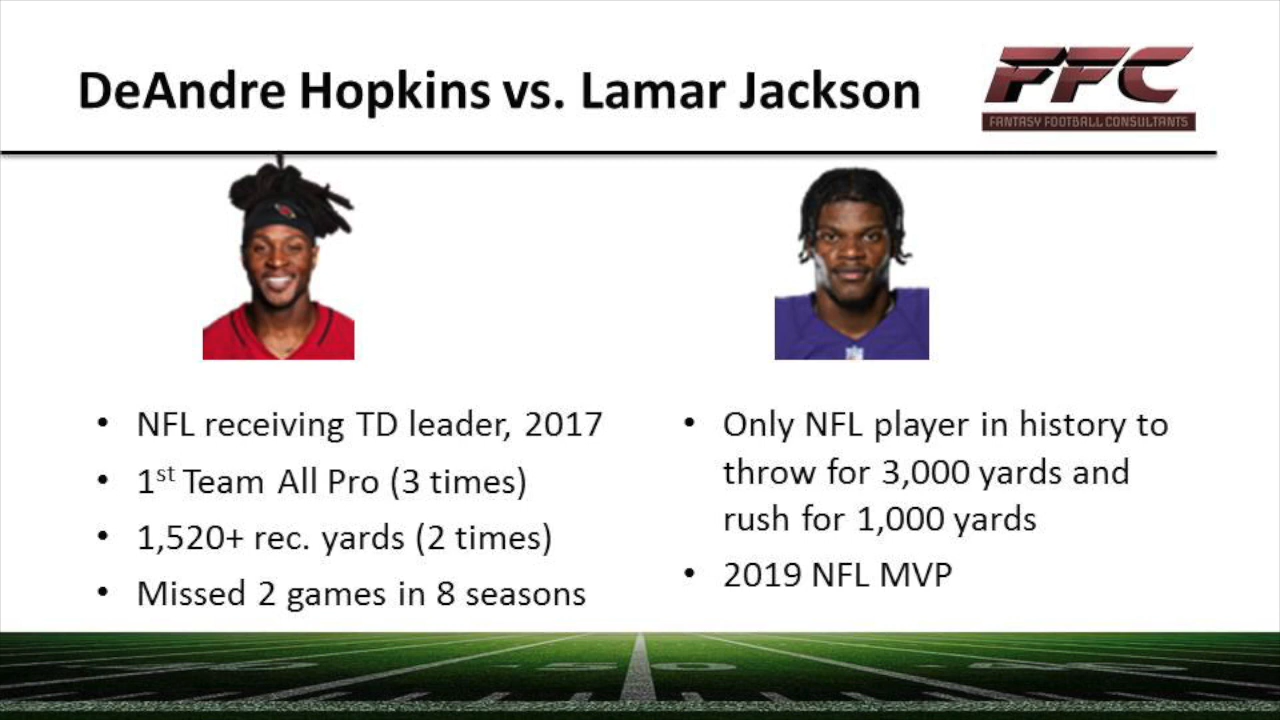 DeAndre Hopkins vs. Lamar Jackson
FFC
FANTASY FOOTBALL CONSULTANTS
• NFL receiving TD leader, 2017
• 1st Team All Pro (3 times)
• 1,520+ rec. yards (2 times)
• Missed 2 games in 8 seasons
• Only NFL player in history to
throw for 3,000 yards and
rush for 1,000 yards
• 2019 NFL MVP
50